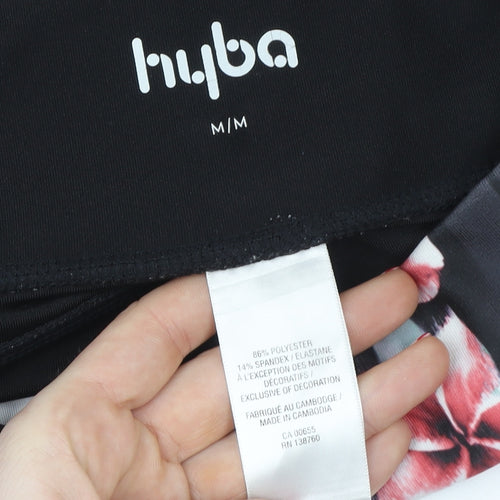 hyba
M/M
86% POLYESTER
14% SPANDEX / ELASTANE
À L'EXCEPTION DES MOTIFS
DÉCORATIFS /
EXCLUSIVE OF DECORATION
FABRIQUÉ AU CAMBODGE /
MADE IN CAMBODIA
CA 00655
RN 138760